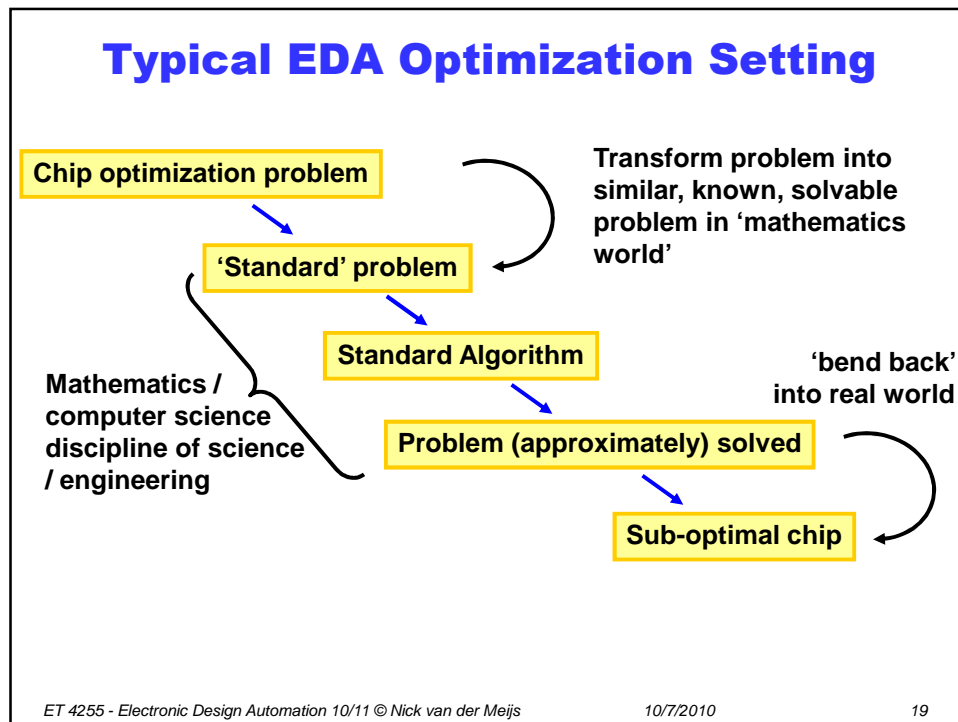 Typical EDA Optimization Setting
Chip optimization problem
Transform problem into
similar, known, solvable
problem in ‘mathematics
world’
‘Standard’ problem
Standard Algorithm
‘bend back’
into real world
Mathematics /
computer science
discipline of science
/ engineering
Problem (approximately) solved
Sub-optimal chip
ET 4255 - Electronic Design Automation 10/11 © Nick van der Meijs 10/7/2010 19